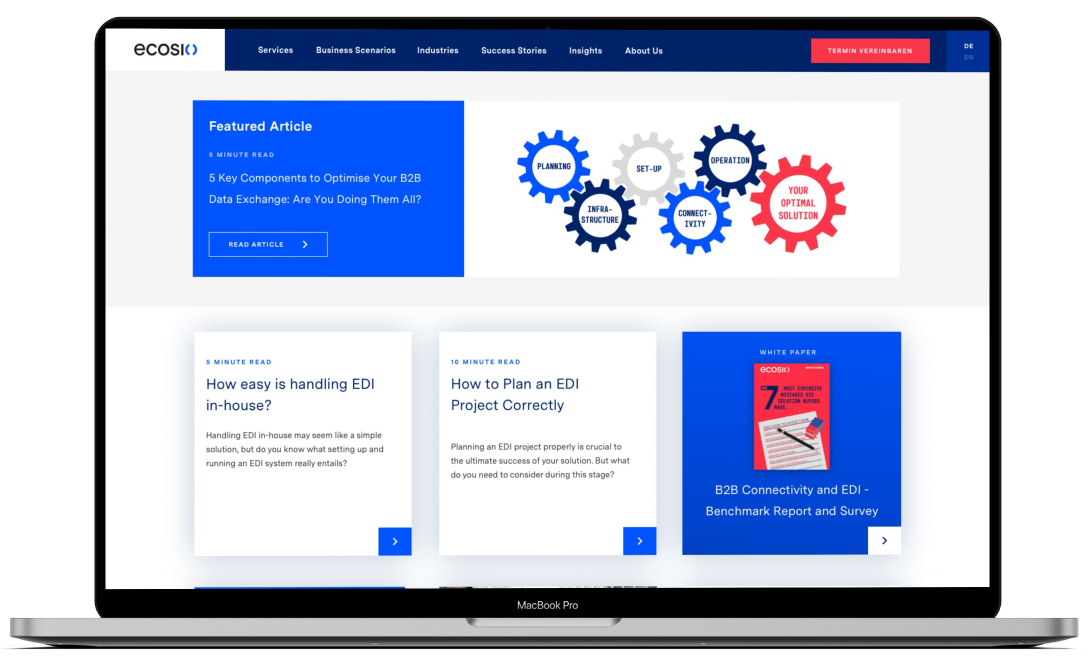 ecosio
Services
Business Scenarios
Industries
Success Stories
Insights
About Us
TERMIN VEREINBAREN
DE
EN
Featured Article
5 MINUTE READ
5 Key Components to Optimise Your B2B
Data Exchange: Are You Doing Them All?
READ ARTICLE
PLANNING
INFRA-
STRUCTURE
SET-UP
CONNECT-
IVITY
OPERATION
YOUR
OPTIMAL
SOLUTION
5 MINUTE READ
How easy is handling EDI
in-house?
Handling EDI in-house may seem like a simple
solution, but do you know what setting up and
running an EDI system really entails?
10 MINUTE READ
How to Plan an EDI
Project Correctly
Planning an EDI project properly is crucial to
the ultimate success of your solution. But what
do you need to consider during this stage?
WHITE PAPER
ecosio
THE 7 MOST EXPENSIVE
MISTAKES EDI
SOLUTION BUYERS
MAKE...
B2B Connectivity and EDI -
Benchmark Report and Survey
MacBook Pro